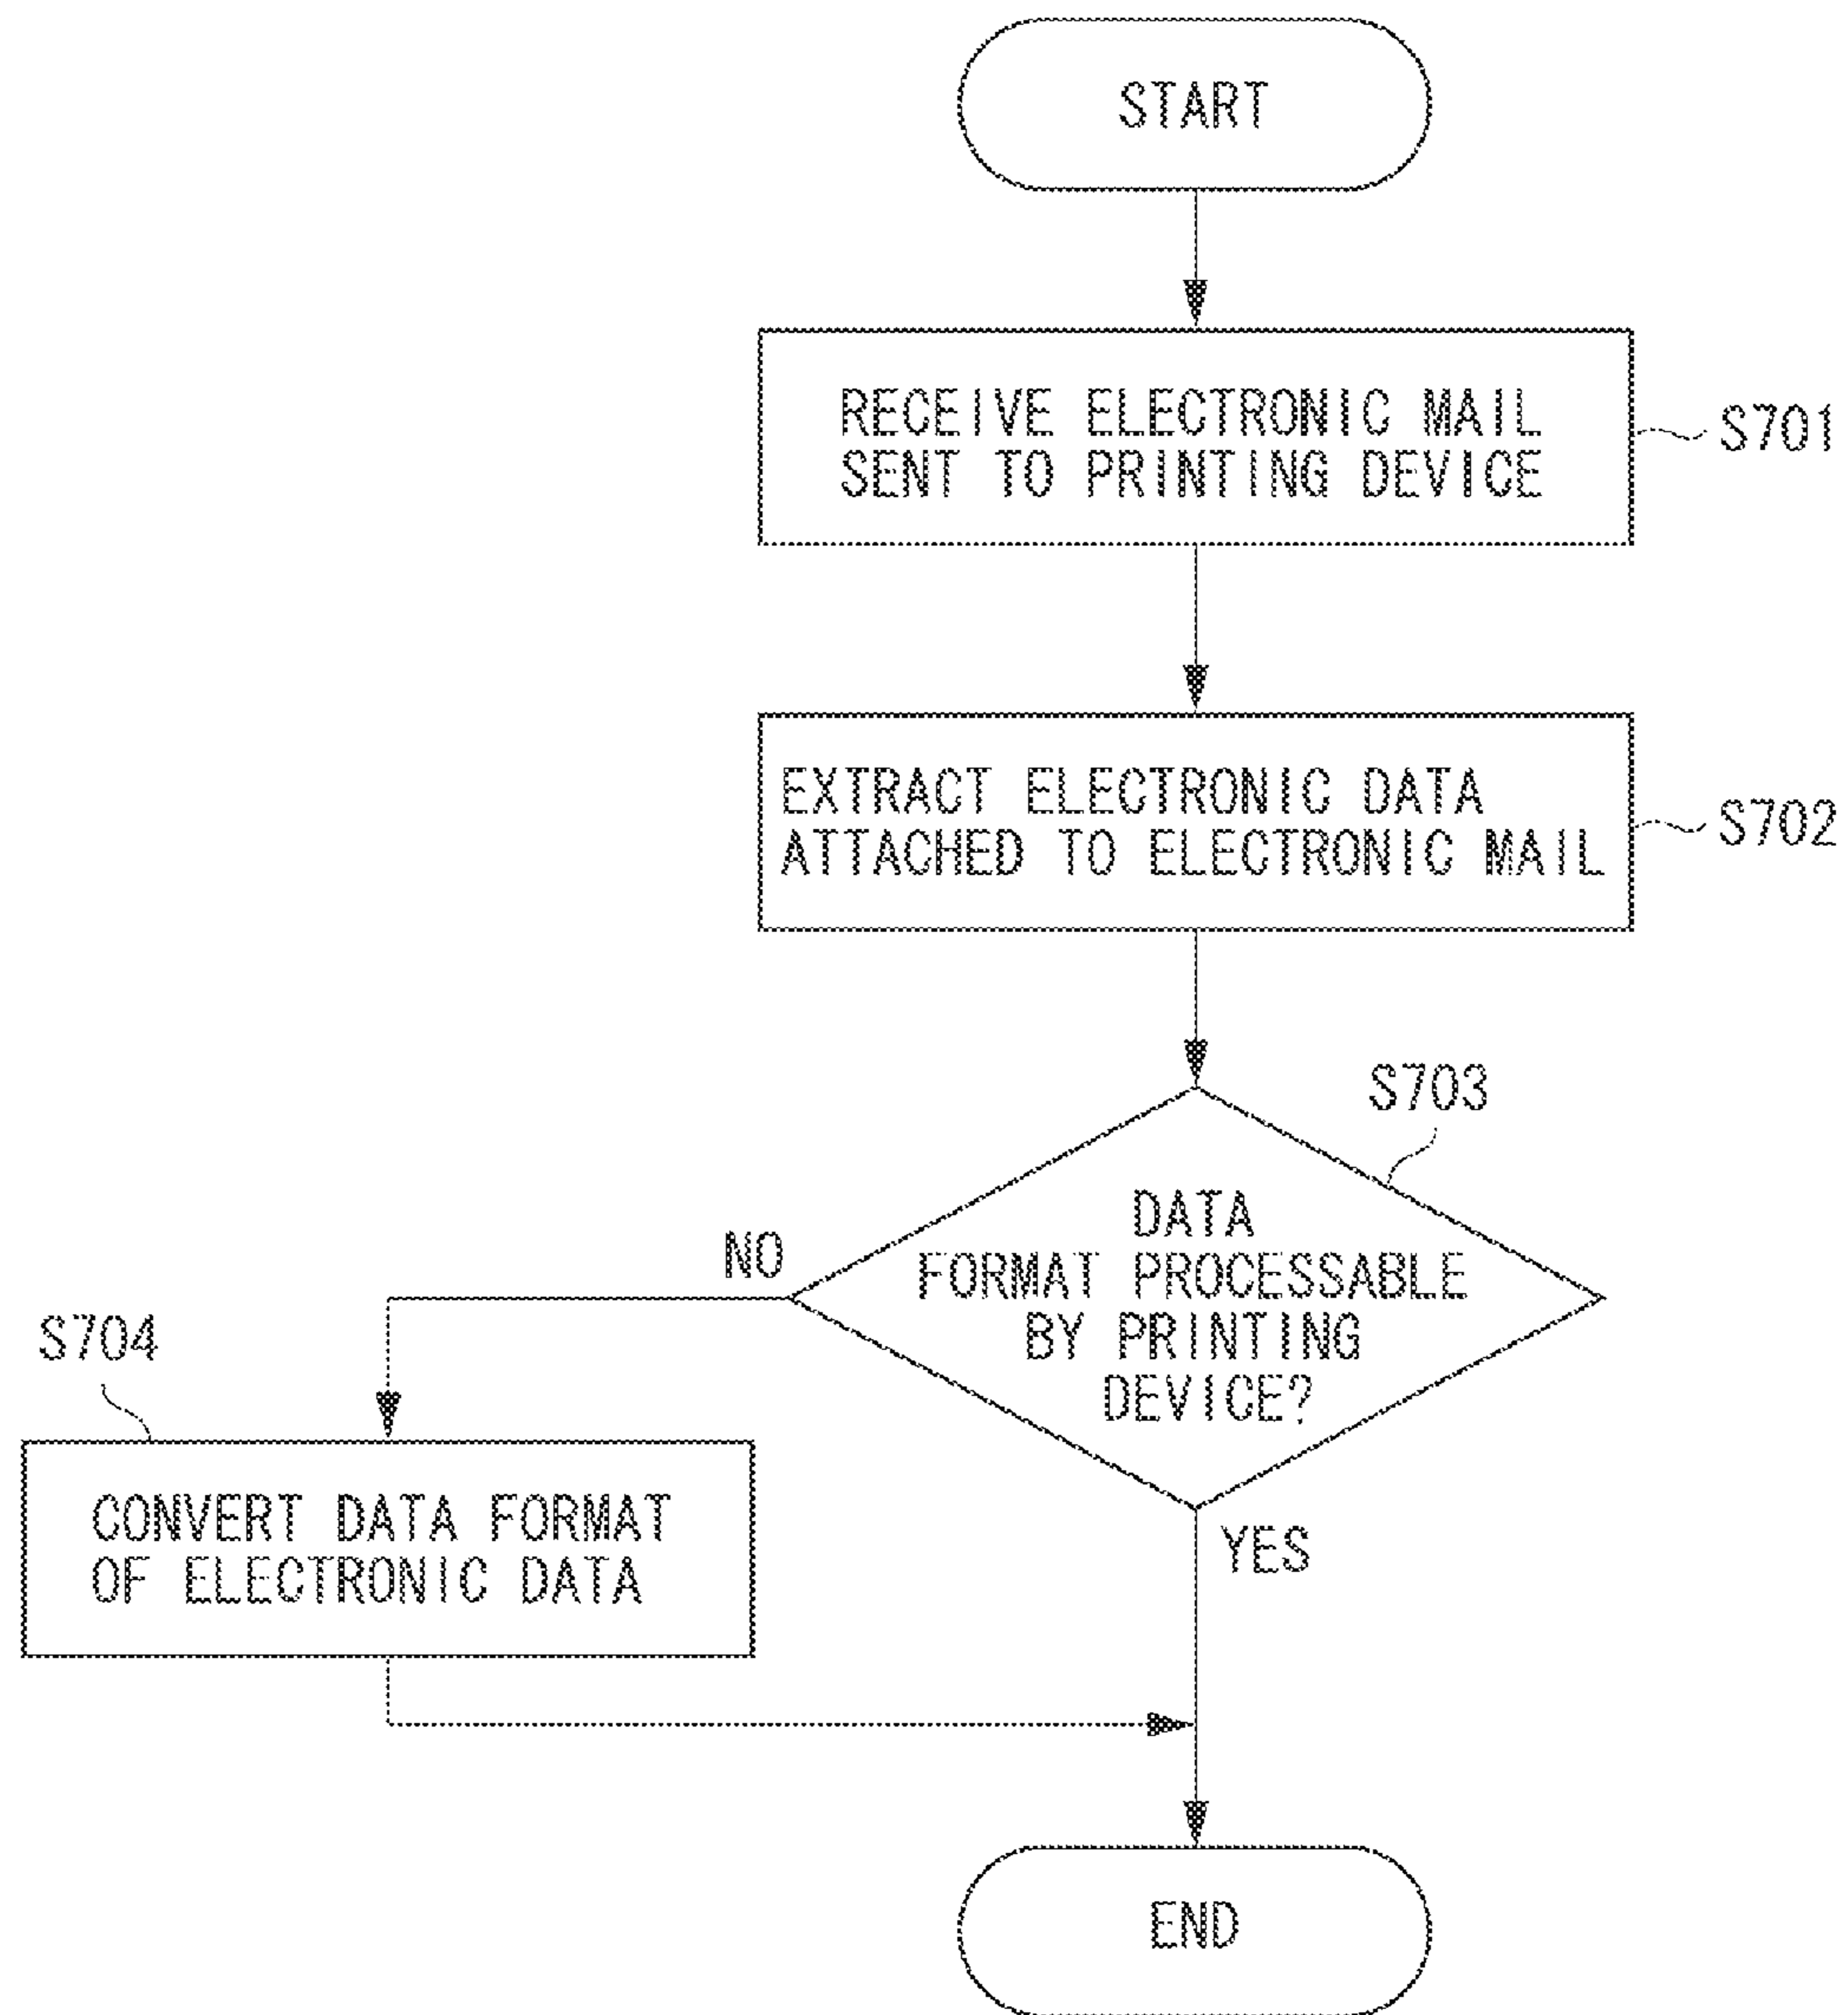 START
RECEIVE ELECTRONIC MAIL
SENT TO PRINTING DEVICE
S701
EXTRACT ELECTRONIC DATA
ATTACHED TO ELECTRONIC MAIL
S702
S703
DATA
FORMAT PROCESSABLE
BY PRINTING
DEVICE?
NO
YES
S704
CONVERT DATA FORMAT
OF ELECTRONIC DATA
END